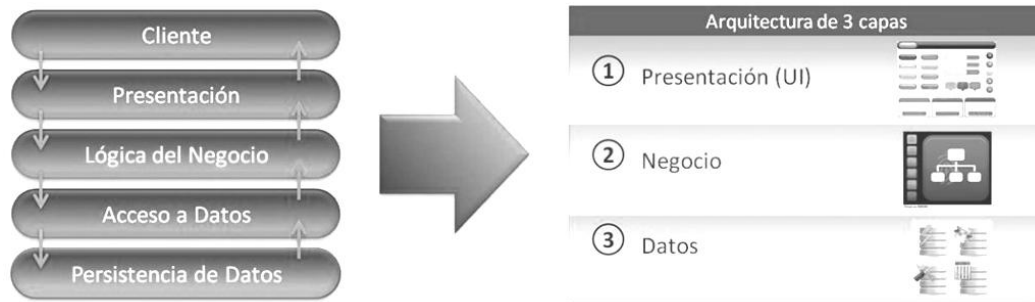 Cliente
Presentación
Lógica del Negocio
Acceso a Datos
Persistencia de Datos
Arquitectura de 3 capas
1 Presentación (UI)
2 Negocio
3 Datos